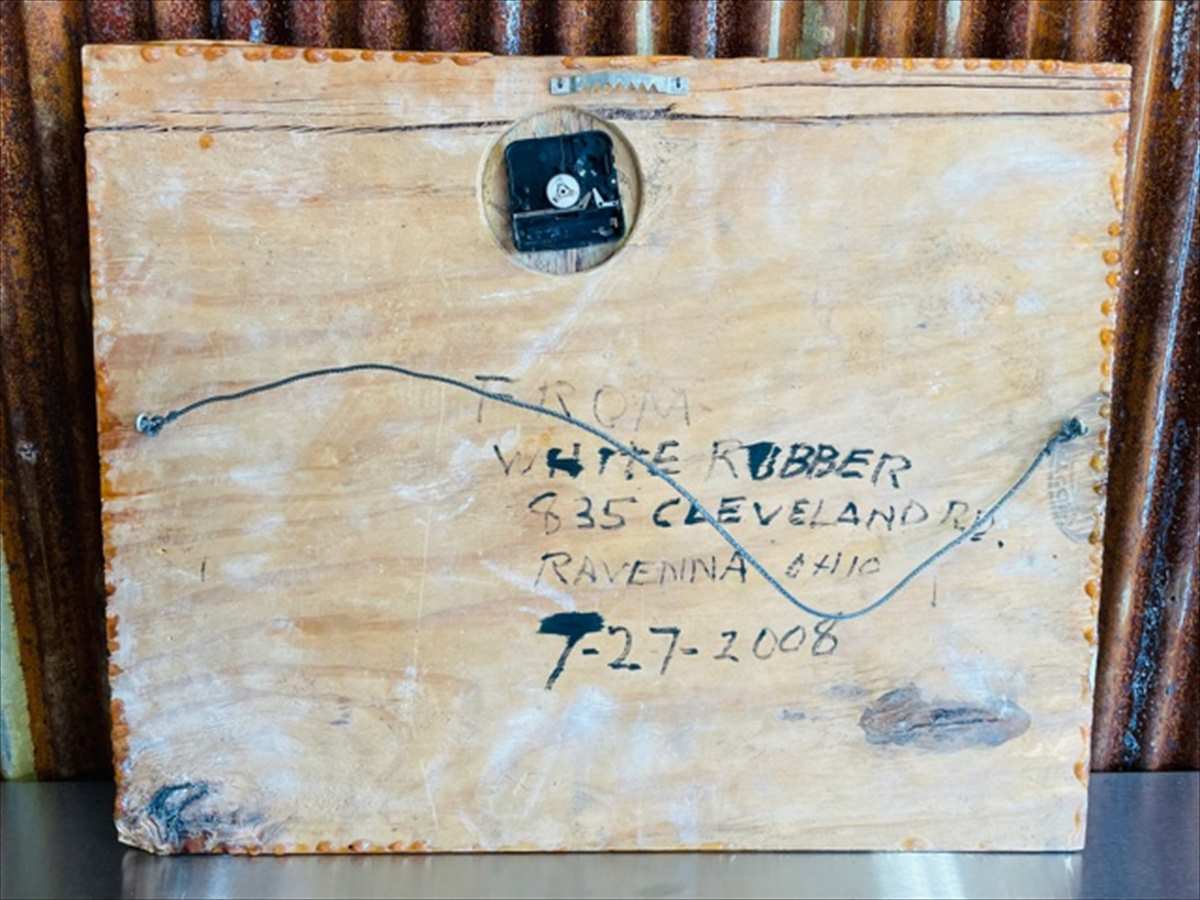 FROM
WHITE RUBBER
835 CLEVELAND RD.
RAVENNA OHIO
7-27-2008